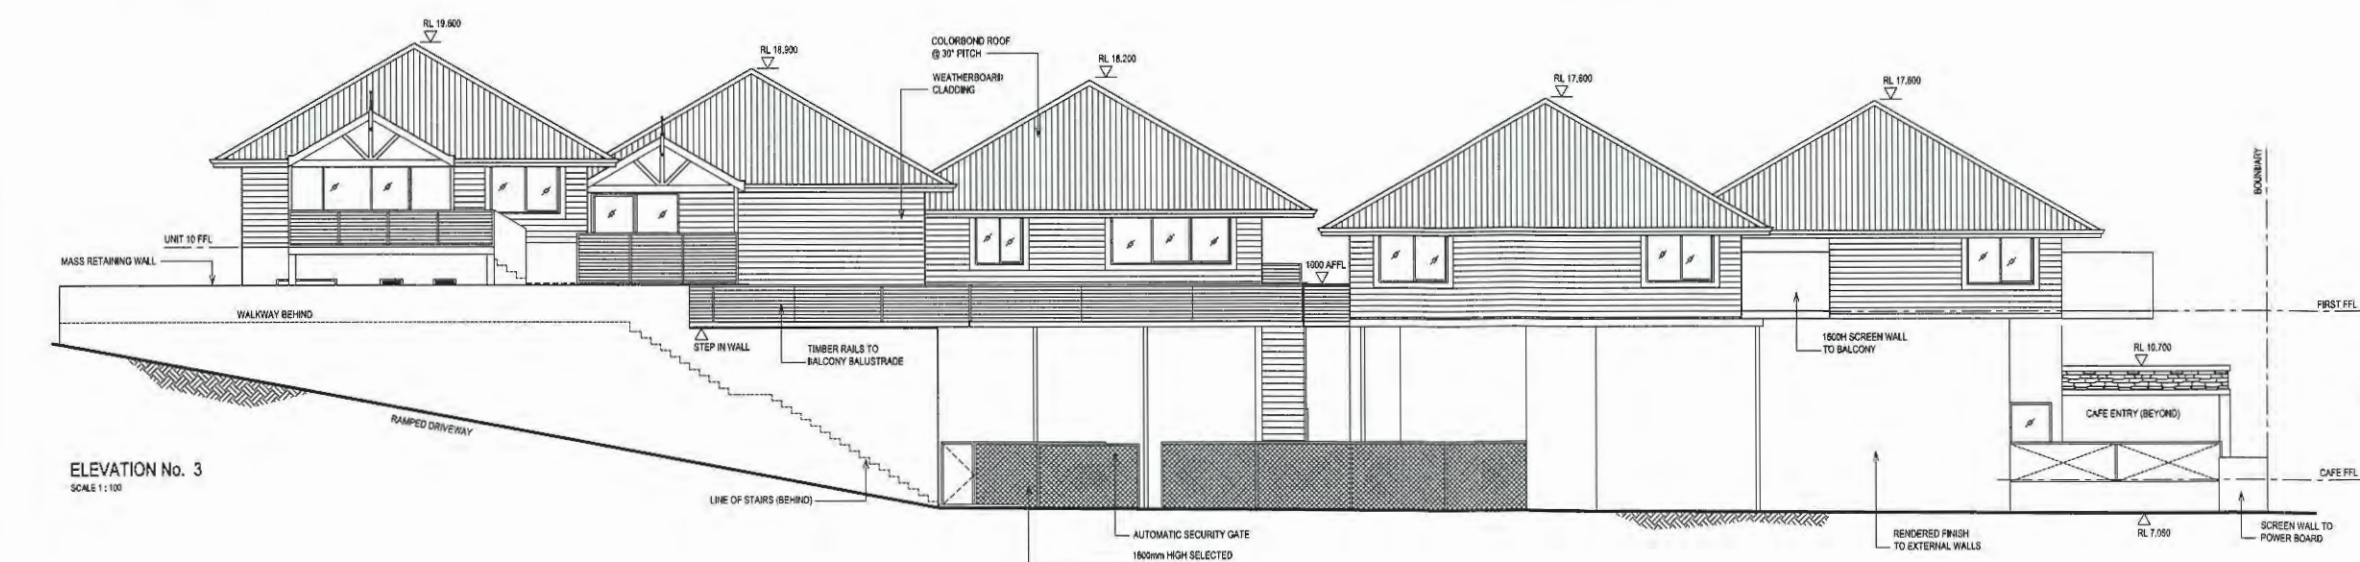 RL 19.600
RL 18.900
COLORBOND ROOF
@ 30° PITCH
WEATHERBOARD
CLADDING
RL 18.200
RL 17.600
RL 17.600
BOUNDARY
UNIT 10 FFL
MASS RETAINING WALL
WALKWAY BEHIND
1000 AFFL
FIRST FFL
STEP IN WALL
TIMBER RAILS TO
BALCONY BALUSTRADE
1500H SCREEN WALL
TO BALCONY
RL 10.700
CAFE ENTRY (BEYOND)
RAMPED DRIVEWAY
ELEVATION No. 3
SCALE 1 : 100
LINE OF STAIRS (BEHIND)
CAFE FFL
AUTOMATIC SECURITY GATE
1800mm HIGH SELECTED
RENDERED FINISH
TO EXTERNAL WALLS
RL 7.050
SCREEN WALL TO
POWER BOARD